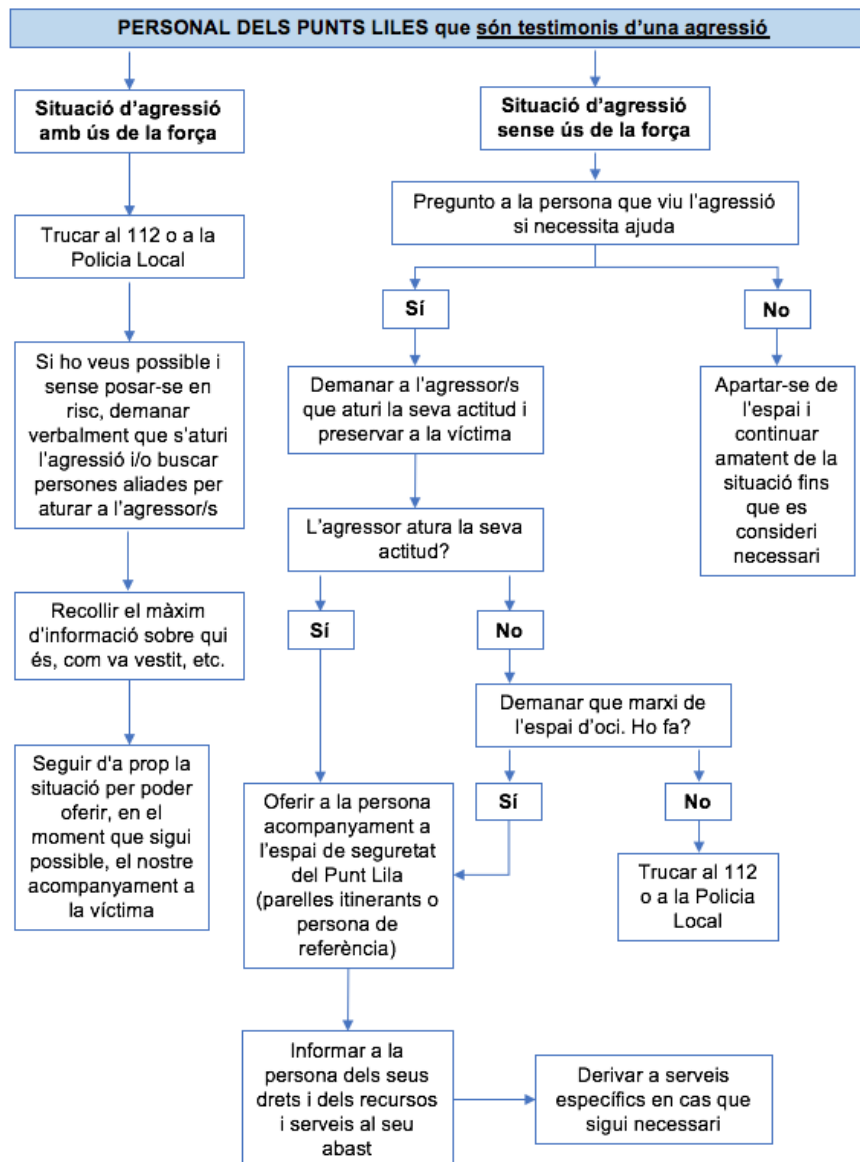 PERSONAL DELS PUNTS LILES que són testimonis d'una agressió
Situació d'agressió
amb ús de la força
Trucar al 112 o a la
Policia Local
Si ho veus possible i
sense posar-se en
risc, demanar
verbalment que s'aturi
l'agressió i/o buscar
persones aliades per
aturar a l'agressor/s
Recollir el màxim
d'informació sobre qui
és, com va vestit, etc.
Seguir d'a prop la
situació per poder
oferir, en el
moment que sigui
possible, el nostre
acompanyament a
la víctima
Situació d'agressió
sense ús de la força
Pregunto a la persona que viu l'agressió
si necessita ajuda
Sí
No
Demanar a l'agressor/s
que aturi la seva actitud i
preservar a la víctima
Apartar-se de
l'espai i
continuar
amatent de la
situació fins
que es
consideri
necessari
L'agressor atura la seva
actitud?
Sí
No
Demanar que marxi de
l'espai d'oci. Ho fa?
Sí
No
Oferir a la persona
acompanyament a
l'espai de seguretat
del Punt Lila
(parelles itinerants o
persona de
referència)
Trucar al 112
o a la Policia
Local
Informar a la
persona dels seus
drets i dels recursos
i serveis al seu
abast
Derivar a serveis
específics en cas que
sigui necessari